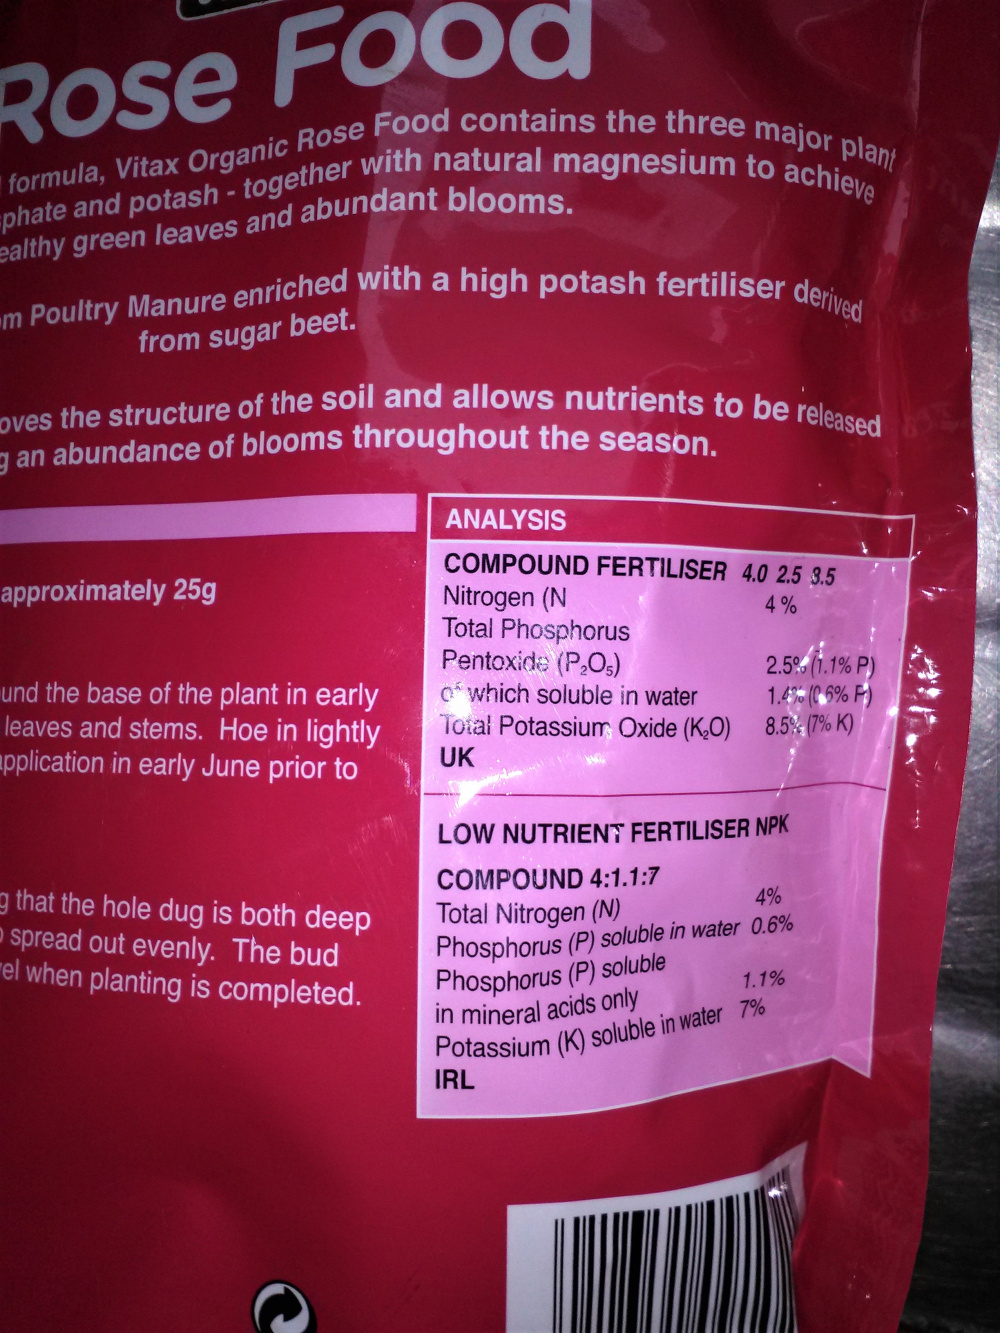 Rose Food
formula, Vitax Organic Rose Food contains the three major plant
phate and potash - together with natural magnesium to achieve
ealthy green leaves and abundant blooms.
m Poultry Manure enriched with a high potash fertiliser derived
from sugar beet.
oves the structure of the soil and allows nutrients to be released
g an abundance of blooms throughout the season.
ANALYSIS
COMPOUND FERTILISER 4.0 2.5 8.5
Nitrogen (N 4%
Total Phosphorus
Pentoxide (P₂O₅) 2.5% (1.1% P)
of which soluble in water 1.4% (0.6% P)
Total Potassium Oxide (K₂O) 8.5% (7% K)
UK
LOW NUTRIENT FERTILISER NPK
COMPOUND 4:1.1:7
Total Nitrogen (N) 4%
Phosphorus (P) soluble in water 0.6%
Phosphorus (P) soluble
in mineral acids only 1.1%
Potassium (K) soluble in water 7%
IRL
approximately 25g
und the base of the plant in early
leaves and stems. Hoe in lightly
application in early June prior to
g that the hole dug is both deep
spread out evenly. The bud
el when planting is completed.